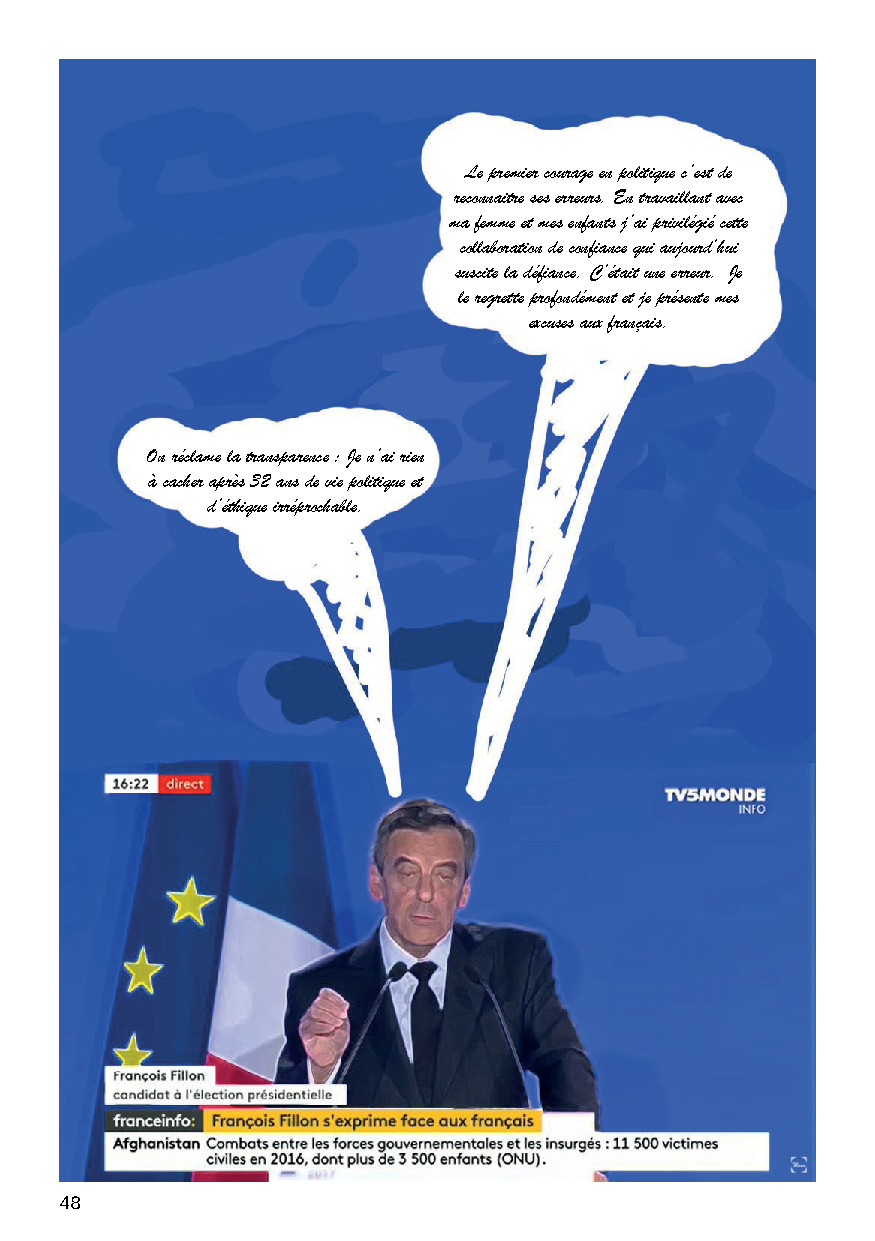 Le premier courage en politique c'est de
reconnaitre ses erreurs. En travaillant avec
ma femme et mes enfants j'ai privilégié cette
collaboration de confiance qui aujourd'hui
suscite la défiance. C'était une erreur. Je
le regrette profondément et je présente mes
excuses aux français.
On réclame la transparence : Je n'ai rien
à cacher après 32 ans de vie politique et
d'éthique irréprochable.
16:22 direct
TV5MONDE
INFO
François Fillon
candidat à l'élection présidentielle
franceinfo: François Fillon s'exprime face aux français
Afghanistan Combats entre les forces gouvernementales et les insurgés : 11 500 victimes
civiles en 2016, dont plus de 3 500 enfants (ONU).
2017
48